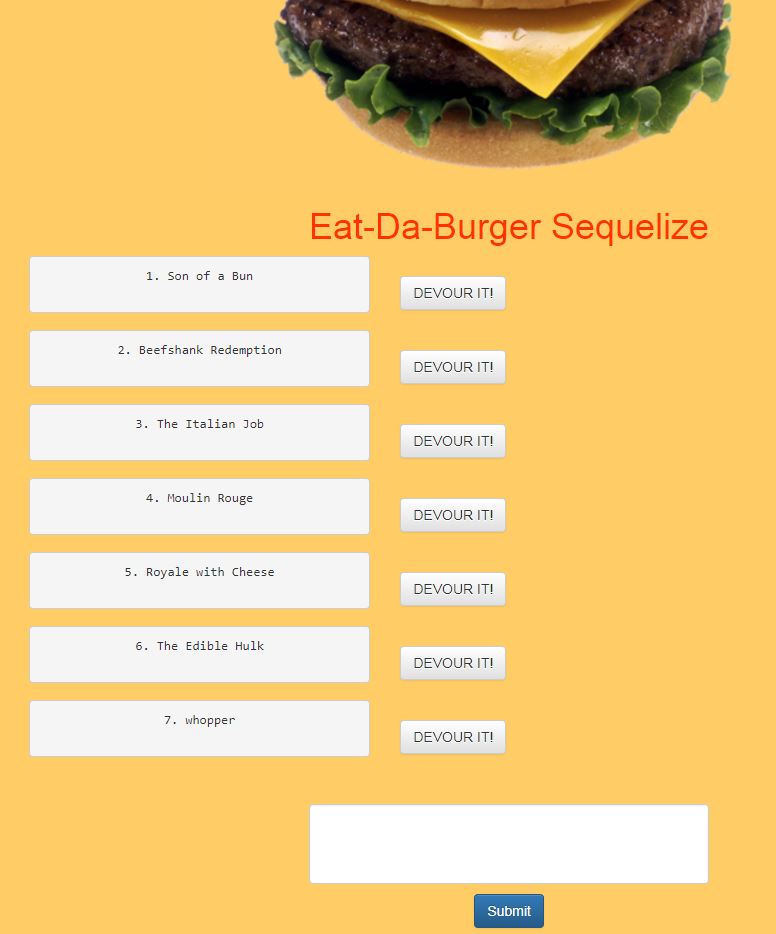 Eat-Da-Burger Sequelize
1. Son of a Bun
DEVOUR IT!
2. Beefshank Redemption
DEVOUR IT!
3. The Italian Job
DEVOUR IT!
4. Moulin Rouge
DEVOUR IT!
5. Royale with Cheese
DEVOUR IT!
6. The Edible Hulk
DEVOUR IT!
7. whopper
DEVOUR IT!
Submit